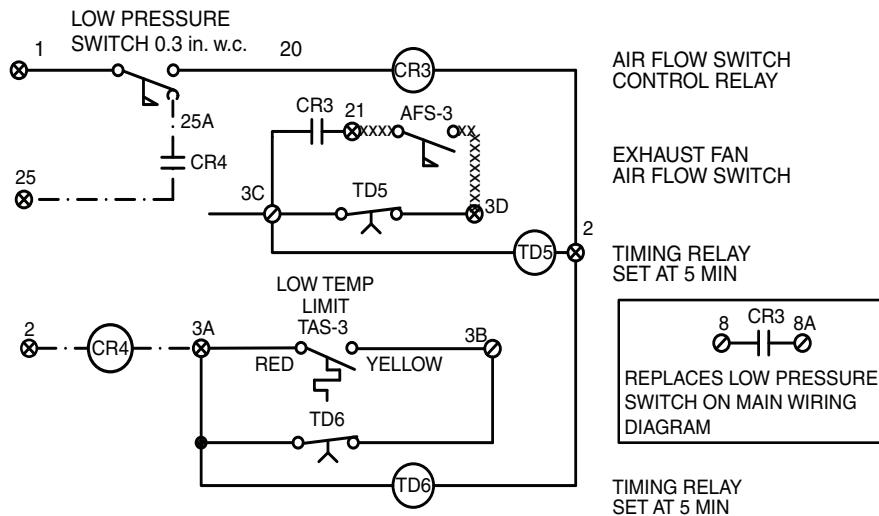 LOW PRESSURE
SWITCH 0.3 in. w.c.
1
20
CR3
AIR FLOW SWITCH
CONTROL RELAY
25A
CR4
25
CR3
21
AFS-3
xxxx
xx
xxxxxxxx
EXHAUST FAN
AIR FLOW SWITCH
3C
TD5
3D
2
TD5
TIMING RELAY
SET AT 5 MIN
LOW TEMP
LIMIT
TAS-3
2
CR4
3A
RED
YELLOW
3B
TD6
TD6
TIMING RELAY
SET AT 5 MIN
8
CR3
8A
REPLACES LOW PRESSURE
SWITCH ON MAIN WIRING
DIAGRAM